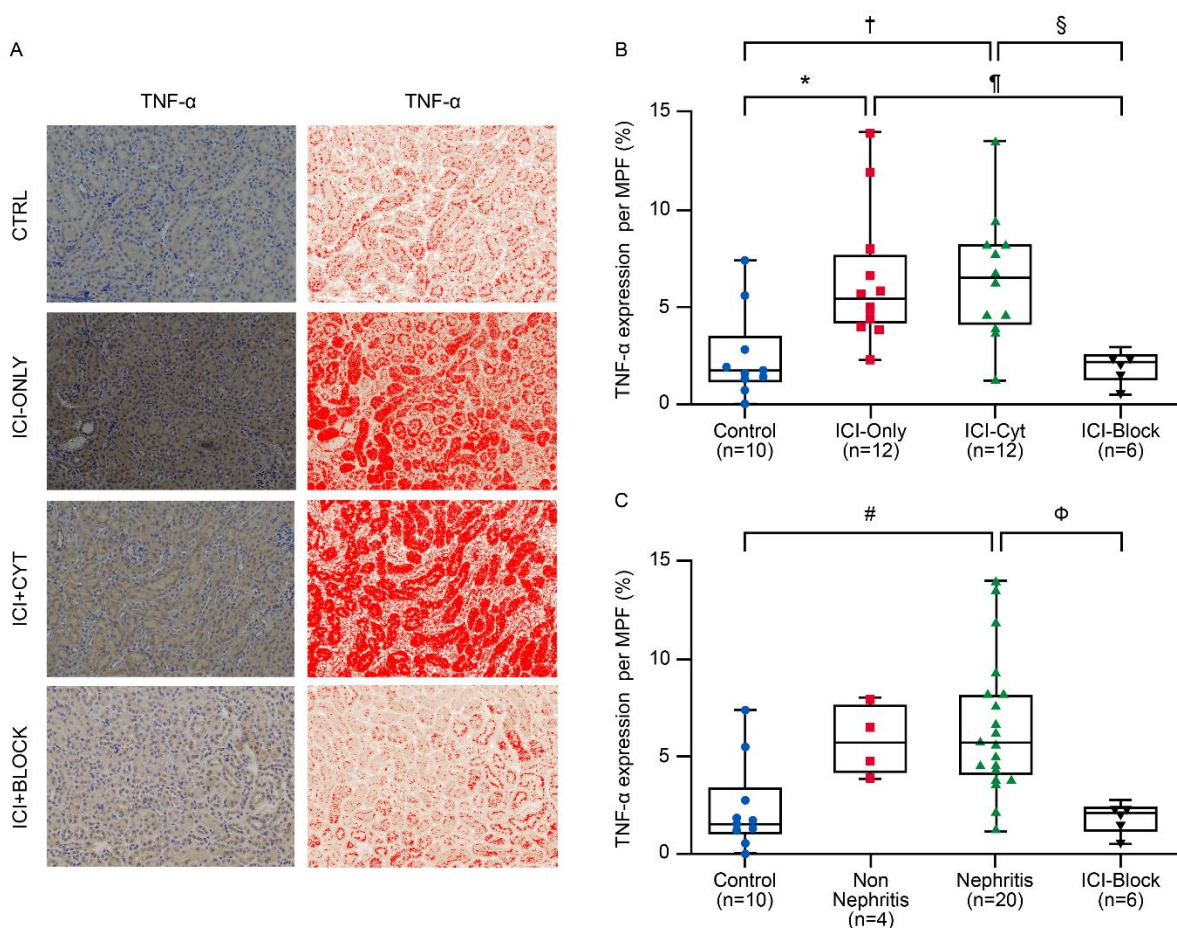 A
TNF-α
TNF-α
CTRL
ICI-ONLY
ICI+CYT
ICI+BLOCK
B
†
§
*
¶
TNF-α expression per MPF (%)
15
10
5
0
Control
(n=10)
ICI-Only
(n=12)
ICI-Cyt
(n=12)
ICI-Block
(n=6)
C
#
Φ
TNF-α expression per MPF (%)
15
10
5
0
Control
(n=10)
Non
Nephritis
(n=4)
Nephritis
(n=20)
ICI-Block
(n=6)